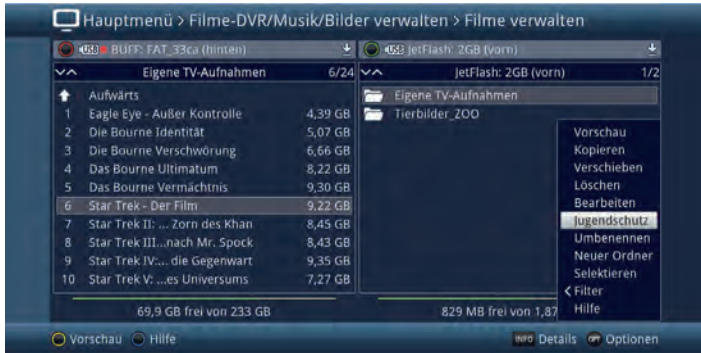 Hauptmenü > Filme-DVR/Musik/Bilder verwalten > Filme verwalten
USB BUFF: FAT_33ca (hinten)
Eigene TV-Aufnahmen 6/24
Aufwärts
1 Eagle Eye - Außer Kontrolle 4,39 GB
2 Die Bourne Identität 5,07 GB
3 Die Bourne Verschwörung 6,66 GB
4 Das Bourne Ultimatum 8,22 GB
5 Das Bourne Vermächtnis 9,30 GB
6 Star Trek - Der Film 9,22 GB
7 Star Trek II: ... Zorn des Khan 8,45 GB
8 Star Trek III...nach Mr. Spock 8,43 GB
9 Star Trek IV:... die Gegenwart 9,35 GB
10 Star Trek V: ...es Universums 7,27 GB
69,9 GB frei von 233 GB
USB JetFlash: 2GB (vorn)
JetFlash: 2GB (vorn) 1/2
Eigene TV-Aufnahmen
Tierbilder_ZOO
829 MB frei von 1,87
Vorschau
Kopieren
Verschieben
Löschen
Bearbeiten
Jugendschutz
Umbenennen
Neuer Ordner
Selektieren
Filter
Hilfe
Vorschau Hilfe INFO Details OPT Optionen